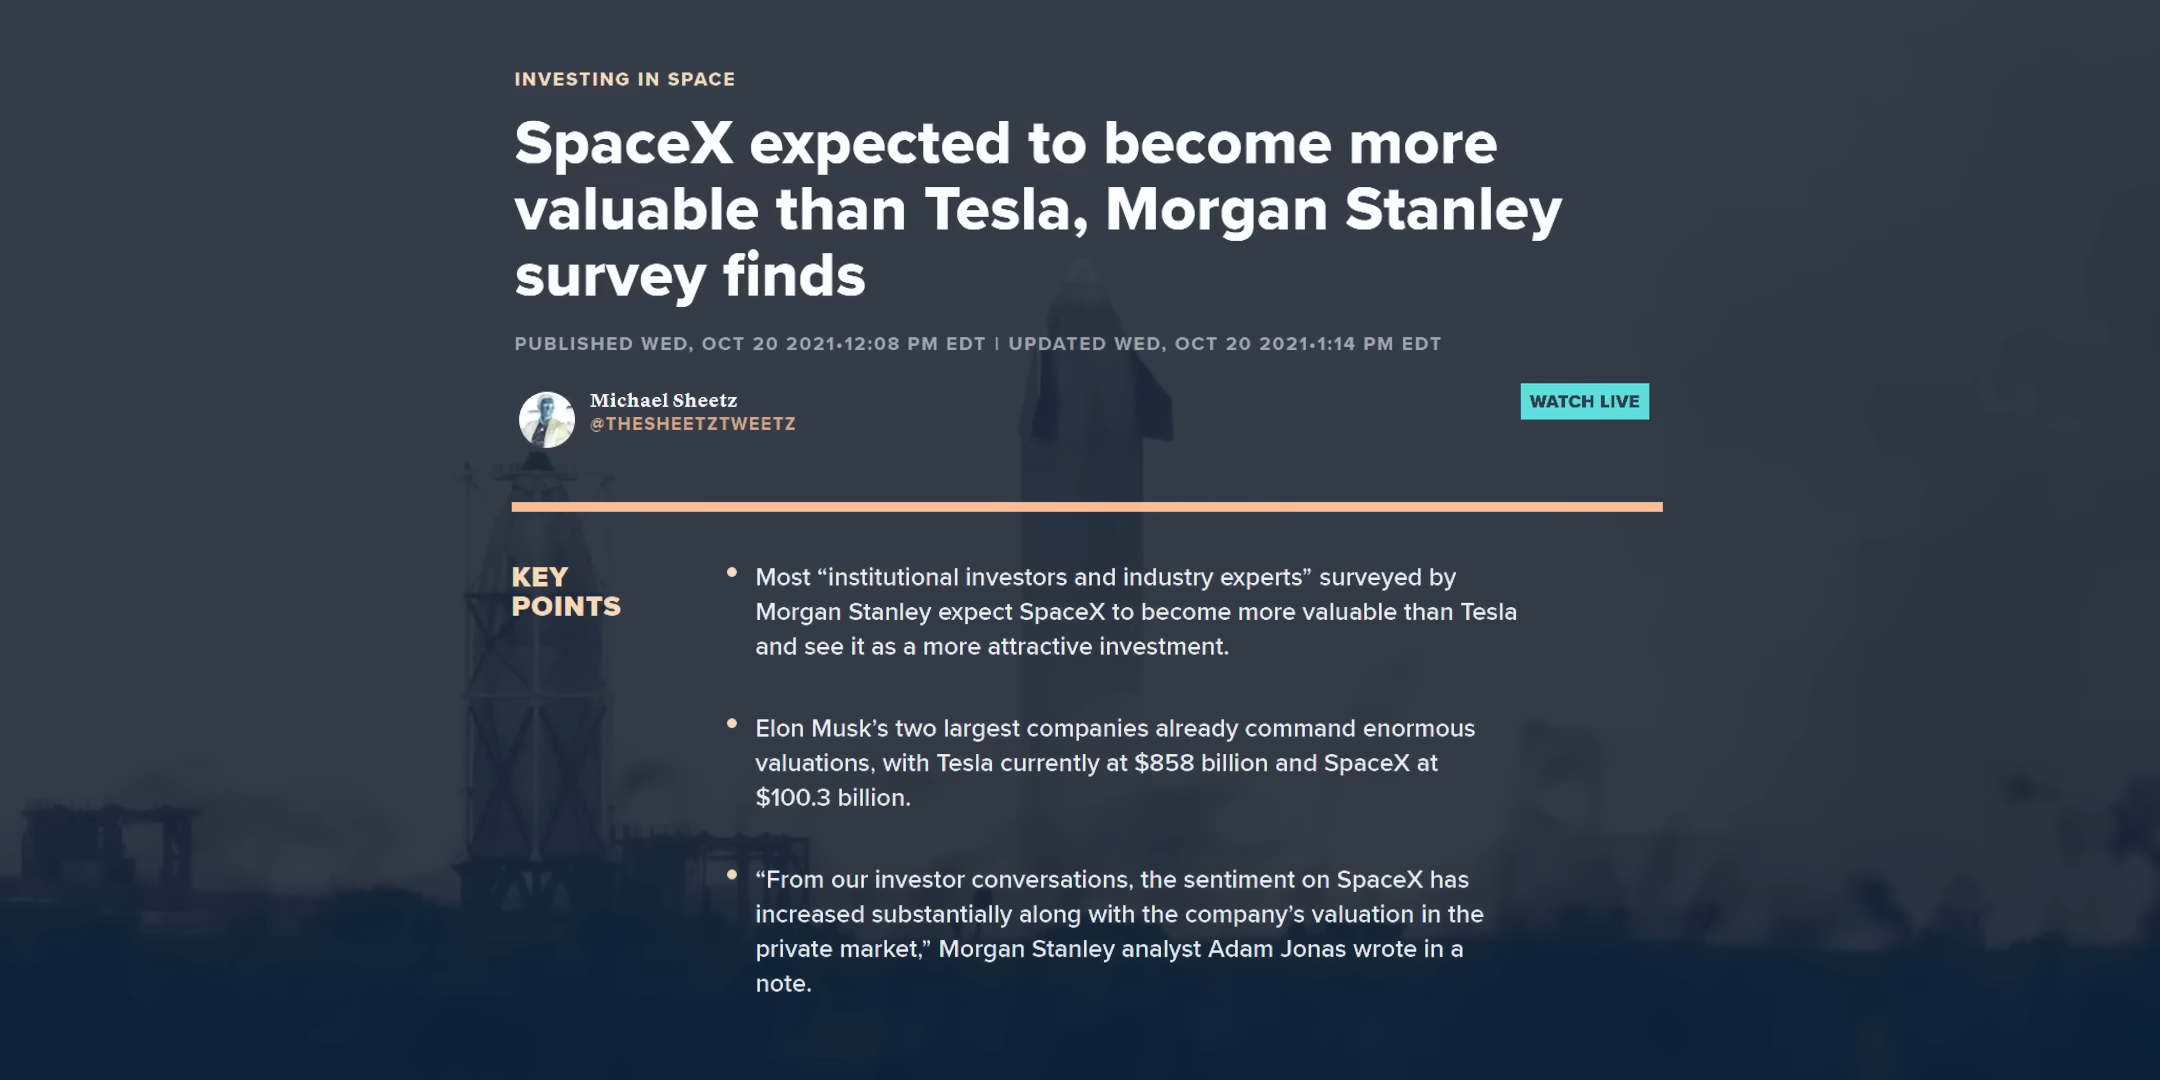 INVESTING IN SPACE
SpaceX expected to become more
valuable than Tesla, Morgan Stanley
survey finds
PUBLISHED WED, OCT 20 2021•12:08 PM EDT | UPDATED WED, OCT 20 2021•1:14 PM EDT
Michael Sheetz
@THESHEETZTWEETZ
WATCH LIVE
KEY
POINTS
• Most “institutional investors and industry experts” surveyed by
Morgan Stanley expect SpaceX to become more valuable than Tesla
and see it as a more attractive investment.
• Elon Musk’s two largest companies already command enormous
valuations, with Tesla currently at $858 billion and SpaceX at
$100.3 billion.
• “From our investor conversations, the sentiment on SpaceX has
increased substantially along with the company’s valuation in the
private market,” Morgan Stanley analyst Adam Jonas wrote in a
note.